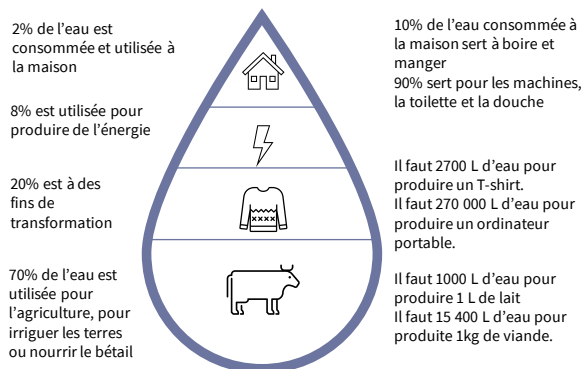 2% de l'eau est
consommée et utilisée à
la maison
10% de l'eau consommée à
la maison sert à boire et
manger
90% sert pour les machines,
la toilette et la douche
8% est utilisée pour
produire de l'énergie
20% est à des
fins de
transformation
Il faut 2700 L d'eau pour
produire un T-shirt.
Il faut 270 000 L d'eau pour
produire un ordinateur
portable.
70% de l'eau est
utilisée pour
l'agriculture, pour
irriguer les terres
ou nourrir le bétail
Il faut 1000 L d'eau pour
produire 1 L de lait
Il faut 15 400 L d'eau pour
produite 1kg de viande.